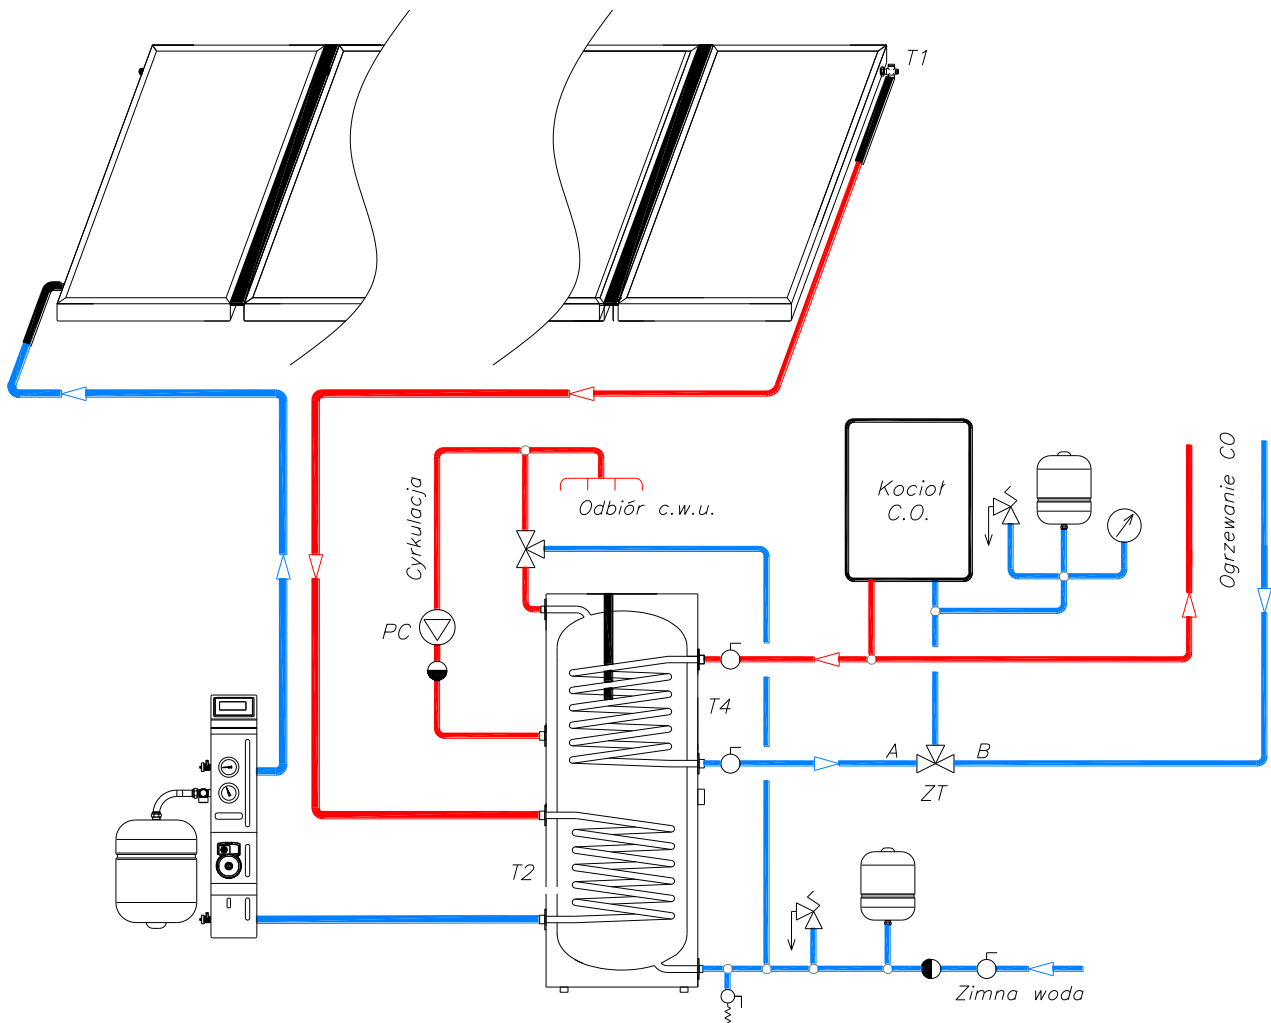 T1
Cyrkulacja
Odbiór c.w.u.
Kocioł
C.O.
Ogrzewanie CO
PC
T4
A
B
ZT
T2
Zimna woda